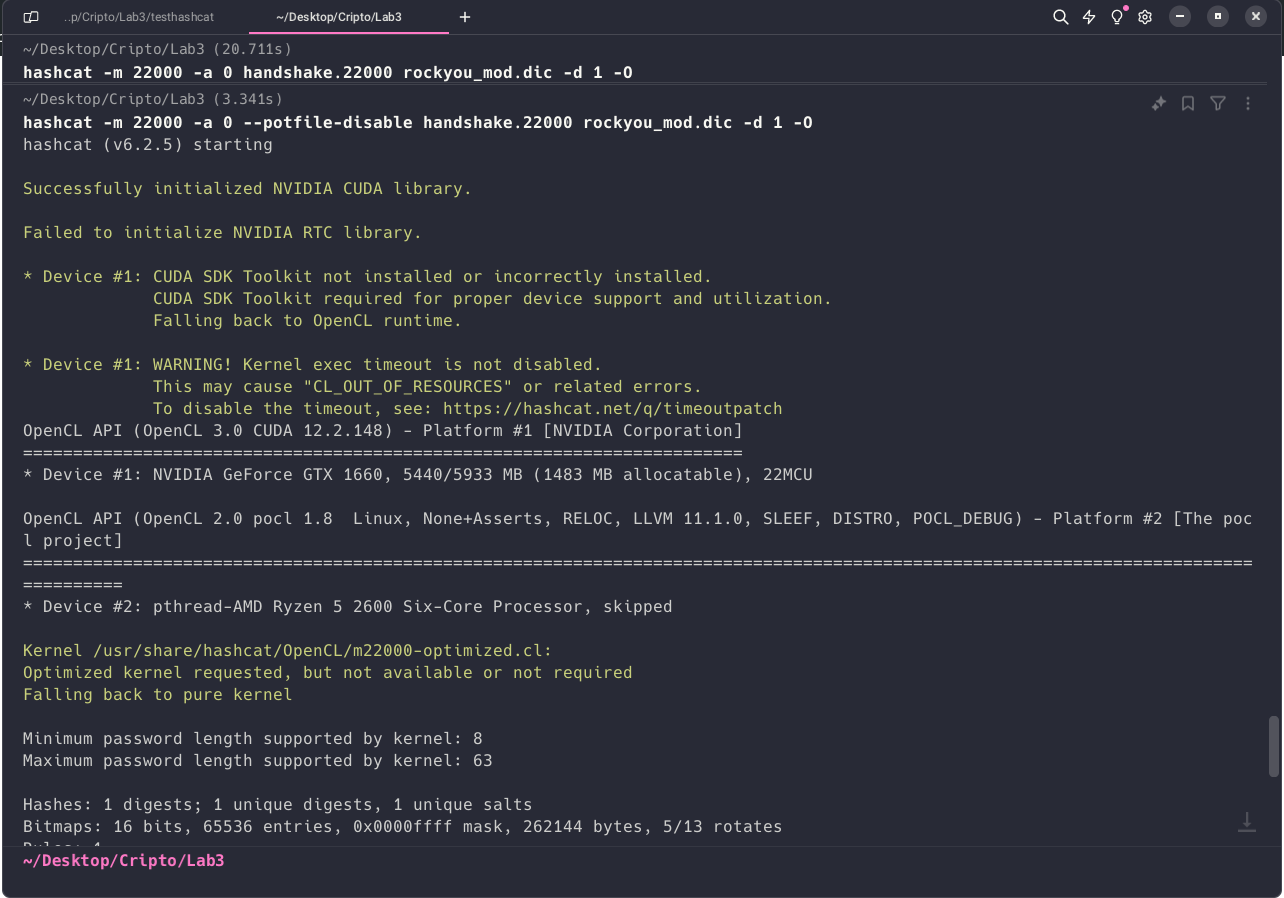 ..p/Cripto/Lab3/testhashcat
~/Desktop/Cripto/Lab3
~/Desktop/Cripto/Lab3 (20.711s)
hashcat -m 22000 -a 0 handshake.22000 rockyou_mod.dic -d 1 -O
~/Desktop/Cripto/Lab3 (3.341s)
hashcat -m 22000 -a 0 --potfile-disable handshake.22000 rockyou_mod.dic -d 1 -O
hashcat (v6.2.5) starting
Successfully initialized NVIDIA CUDA library.
Failed to initialize NVIDIA RTC library.
* Device #1: CUDA SDK Toolkit not installed or incorrectly installed.
CUDA SDK Toolkit required for proper device support and utilization.
Falling back to OpenCL runtime.
* Device #1: WARNING! Kernel exec timeout is not disabled.
This may cause "CL_OUT_OF_RESOURCES" or related errors.
To disable the timeout, see: https://hashcat.net/q/timeoutpatch
OpenCL API (OpenCL 3.0 CUDA 12.2.148) - Platform #1 [NVIDIA Corporation]
========================================================================
* Device #1: NVIDIA GeForce GTX 1660, 5440/5933 MB (1483 MB allocatable), 22MCU
OpenCL API (OpenCL 2.0 pocl 1.8  Linux, None+Asserts, RELOC, LLVM 11.1.0, SLEEF, DISTRO, POCL_DEBUG) - Platform #2 [The poc
l project]
===========================================================================================================================
==========
* Device #2: pthread-AMD Ryzen 5 2600 Six-Core Processor, skipped
Kernel /usr/share/hashcat/OpenCL/m22000-optimized.cl:
Optimized kernel requested, but not available or not required
Falling back to pure kernel
Minimum password length supported by kernel: 8
Maximum password length supported by kernel: 63
Hashes: 1 digests; 1 unique digests, 1 unique salts
Bitmaps: 16 bits, 65536 entries, 0x0000ffff mask, 262144 bytes, 5/13 rotates
~/Desktop/Cripto/Lab3